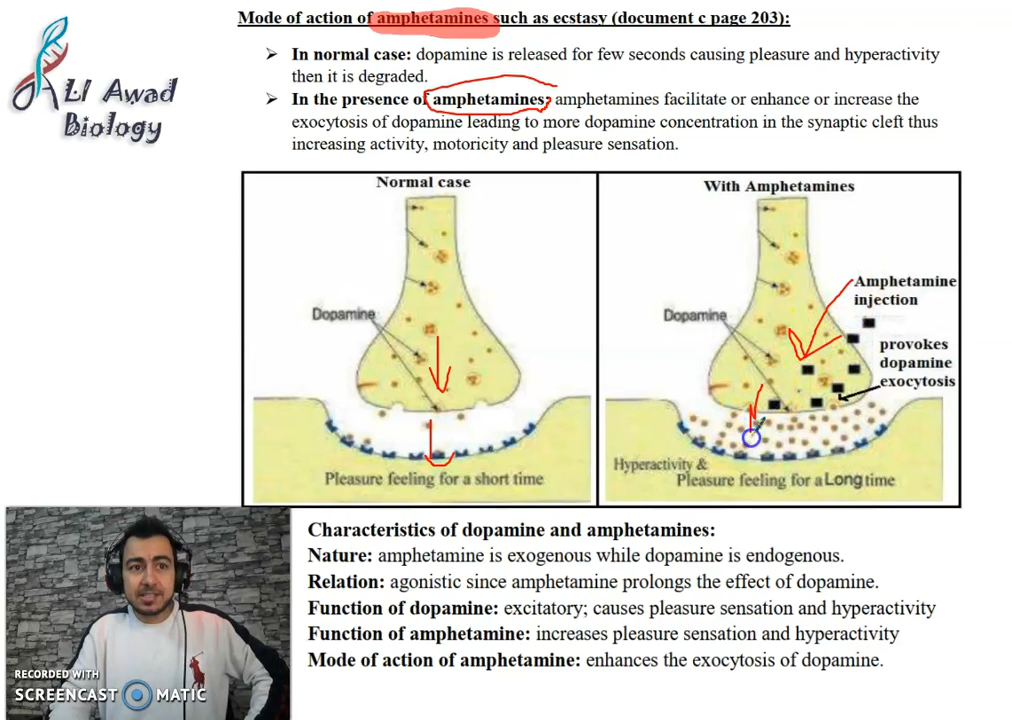 Mode of action of amphetamines such as ecstasy (document c page 203):
➢ In normal case: dopamine is released for few seconds causing pleasure and hyperactivity
then it is degraded.
➢ In the presence of amphetamines: amphetamines facilitate or enhance or increase the
exocytosis of dopamine leading to more dopamine concentration in the synaptic cleft thus
increasing activity, motoricity and pleasure sensation.
ALI Awad
Biology
Normal case
Dopamine
Pleasure feeling for a short time
With Amphetamines
Dopamine
Amphetamine
injection
provokes
dopamine
exocytosis
Hyperactivity &
Pleasure feeling for a Long time
Characteristics of dopamine and amphetamines:
Nature: amphetamine is exogenous while dopamine is endogenous.
Relation: agonistic since amphetamine prolongs the effect of dopamine.
Function of dopamine: excitatory; causes pleasure sensation and hyperactivity
Function of amphetamine: increases pleasure sensation and hyperactivity
Mode of action of amphetamine: enhances the exocytosis of dopamine.
RECORDED WITH
SCREENCAST MATIC